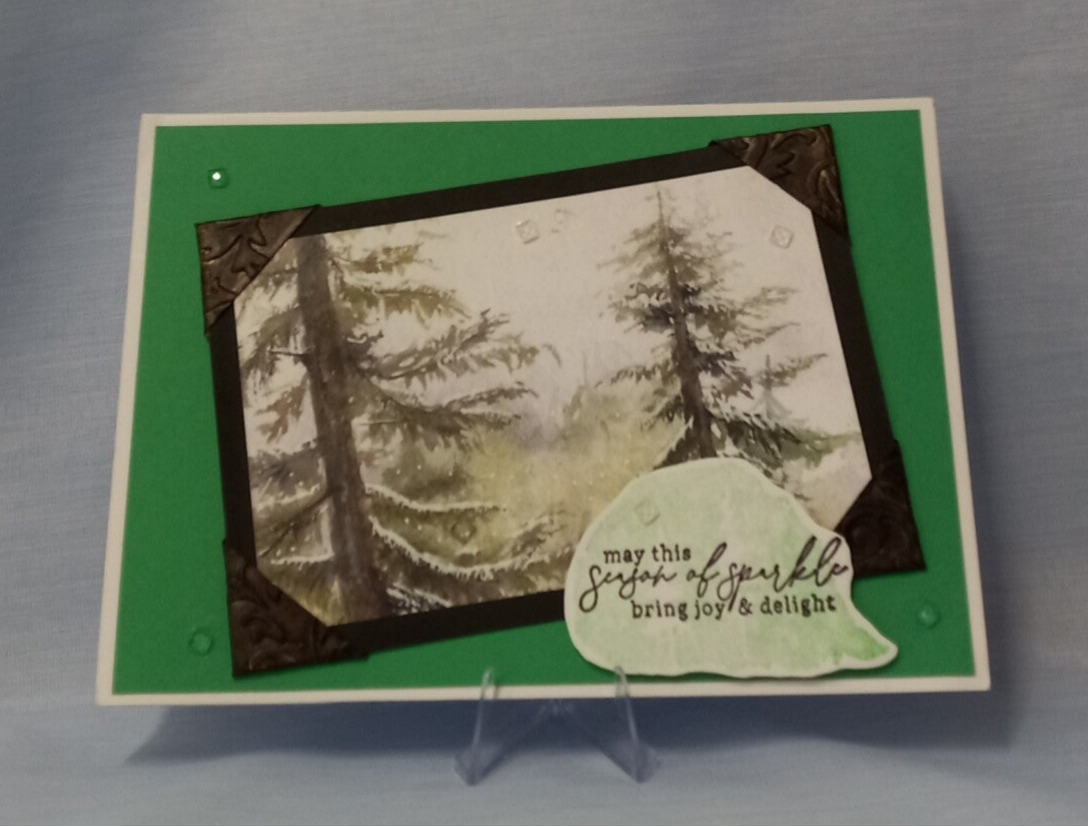 may this
season of sparkle
bring joy & delight